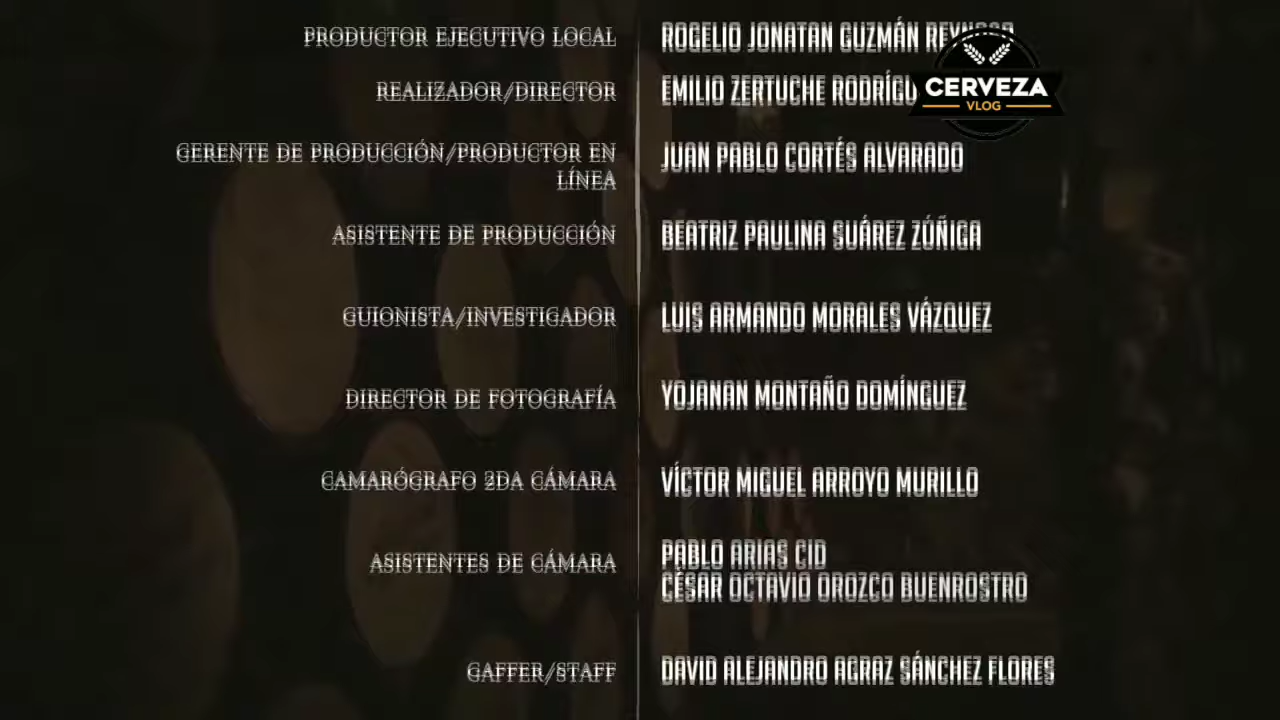 PRODUCTOR EJECUTIVO LOCAL ROGELIO JONATAN GUZMÁN
REALIZADOR/DIRECTOR EMILIO ZERTUCHE
CERVEZA
VLOG
GERENTE DE PRODUCCIÓN/PRODUCTOR EN
LÍNEA
JUAN PABLO CORTÉS ALVARADO
ASISTENTE DE PRODUCCIÓN BEATRIZ PAULINA SUÁREZ ZÚÑIGA
GUIONISTA/INVESTIGADOR LUIS ARMANDO MORALES VÁZQUEZ
DIRECTOR DE FOTOGRAFÍA YOJANAN MONTAÑO DOMÍNGUEZ
CAMARÓGRAFO 2DA CÁMARA VÍCTOR MIGUEL ARROYO MURILLO
ASISTENTES DE CÁMARA PABLO ARIAS CID
CÉSAR OCTAVIO OROZCO BUENROSTRO
GAFFER/STAFF DAVID ALEJANDRO AGRAZ SÁNCHEZ FLORES